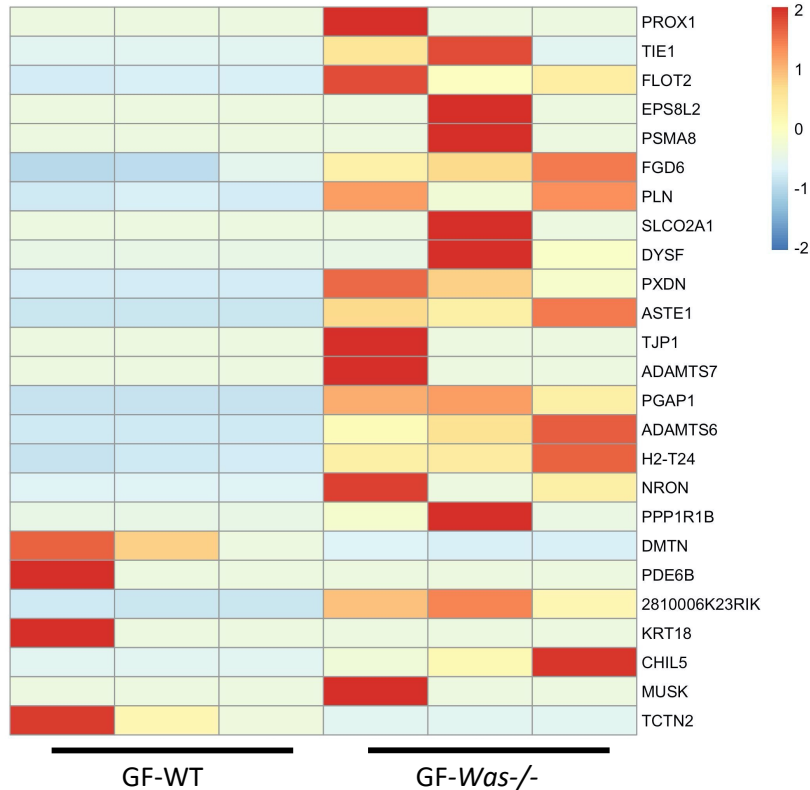 PROX1
TIE1
FLOT2
EPS8L2
PSMA8
FGD6
PLN
SLCO2A1
DYSF
PXDN
ASTE1
TJP1
ADAMTS7
PGAP1
ADAMTS6
H2-T24
NRON
PPP1R1B
DMTN
PDE6B
2810006K23RIK
KRT18
CHIL5
MUSK
TCTN2
2
1
0
-1
-2
GF-WT GF-Was-/-